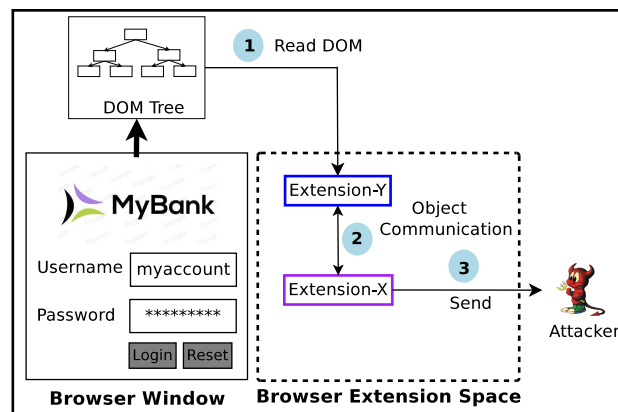 1 Read DOM
DOM Tree
MyBank
Username myaccount
Password *********
Login Reset
Browser Window
Extension-Y
Object
Communication
2
Extension-X
3
Send
Attacker
Browser Extension Space